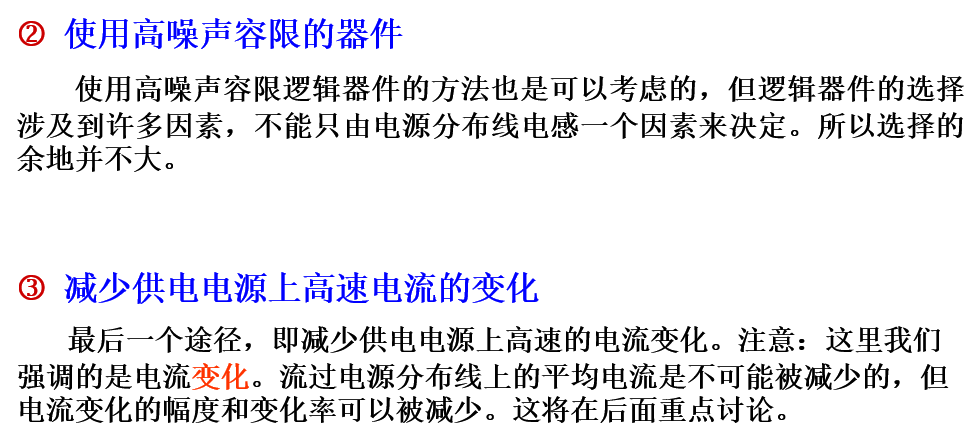 ② 使用高噪声容限的器件
使用高噪声容限逻辑器件的方法也是可以考虑的，但逻辑器件的选择
涉及到许多因素，不能只由电源分布线电感一个因素来决定。所以选择的
余地并不大。
③ 减少供电电源上高速电流的变化
最后一个途径，即减少供电电源上高速的电流变化。注意：这里我们
强调的是电流变化。流过电源分布线上的平均电流是不可能被减少的，但
电流变化的幅度和变化率可以被减少。这将在后面重点讨论。